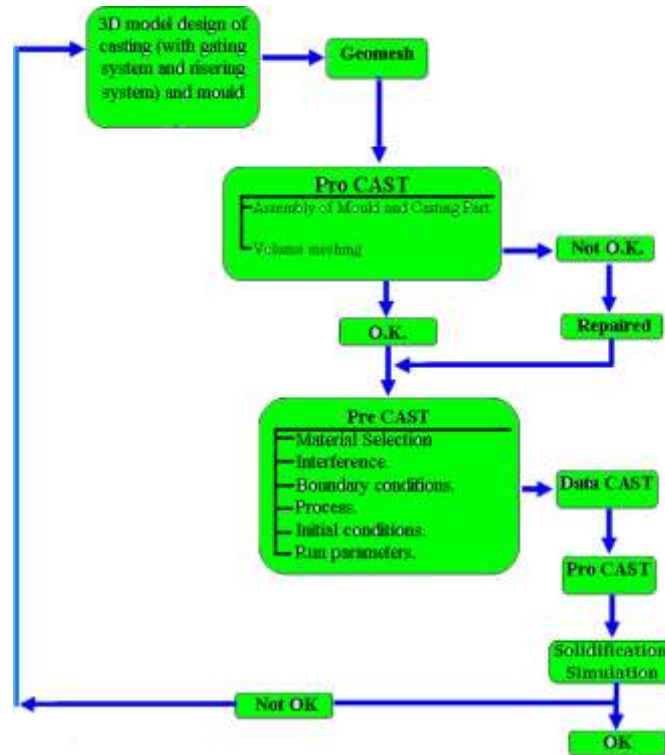 3D model design of
casting (with gating
system and risering
system) and mould
Geomesh
Pro CAST
Assembly of Mould and Casting Part
Volume meshing
Not O.K.
O.K.
Repaired
Pre CAST
Material Selection
Interference.
Boundary conditions.
Process.
Initial conditions.
Run parameters.
Data CAST
Pro CAST
Solidification
Simulation
Not OK
OK